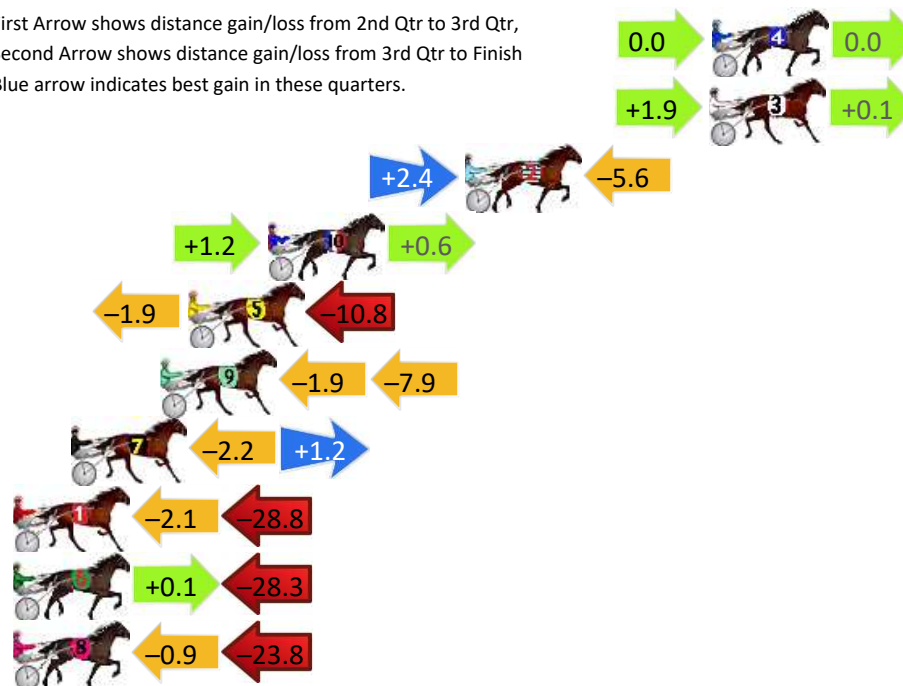 First Arrow shows distance gain/loss from 2nd Qtr to 3rd Qtr,
Second Arrow shows distance gain/loss from 3rd Qtr to Finish
Blue arrow indicates best gain in these quarters.
0.0 4 0.0
+1.9 3 +0.1
+2.4 2 –5.6
+1.2 10 +0.6
–1.9 5 –10.8
9 –1.9 –7.9
7 –2.2 +1.2
1 –2.1 –28.8
6 +0.1 –28.3
8 –0.9 –23.8